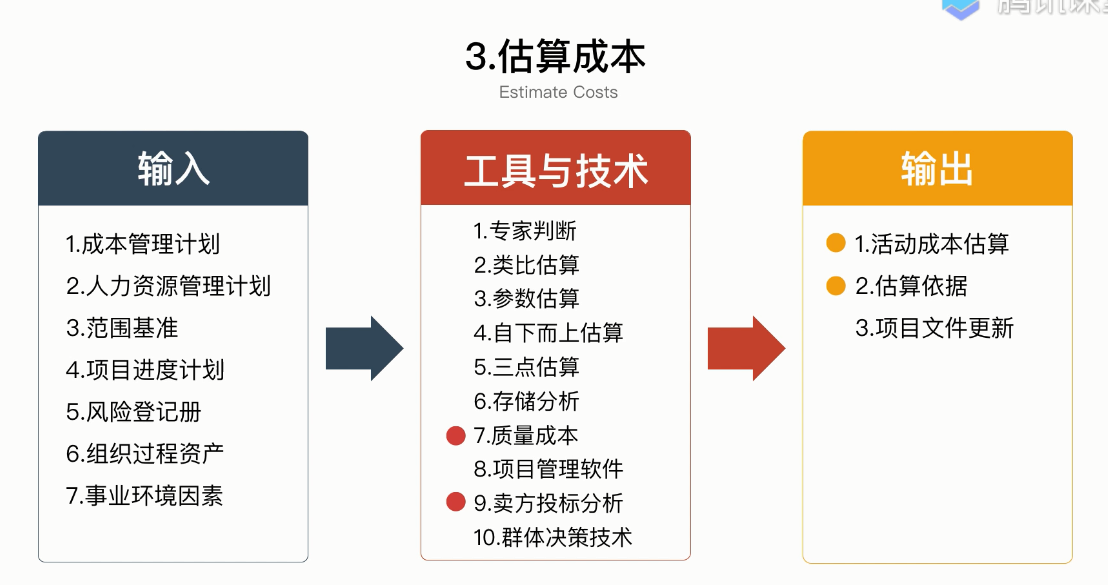 3.估算成本
Estimate Costs
输入
1.成本管理计划
2.人力资源管理计划
3.范围基准
4.项目进度计划
5.风险登记册
6.组织过程资产
7.事业环境因素
工具与技术
1.专家判断
2.类比估算
3.参数估算
4.自下而上估算
5.三点估算
6.存储分析
7.质量成本
8.项目管理软件
9.卖方投标分析
10.群体决策技术
输出
1.活动成本估算
2.估算依据
3.项目文件更新